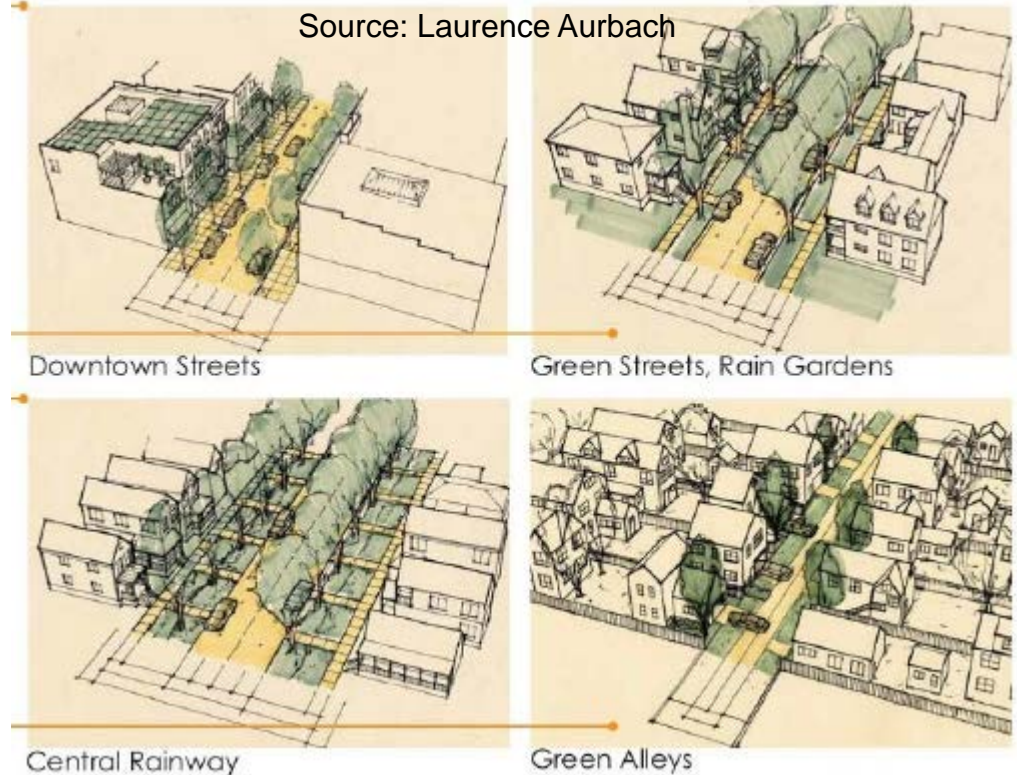 Source: Laurence Aurbach
Downtown Streets
Green Streets, Rain Gardens
Central Rainway
Green Alleys